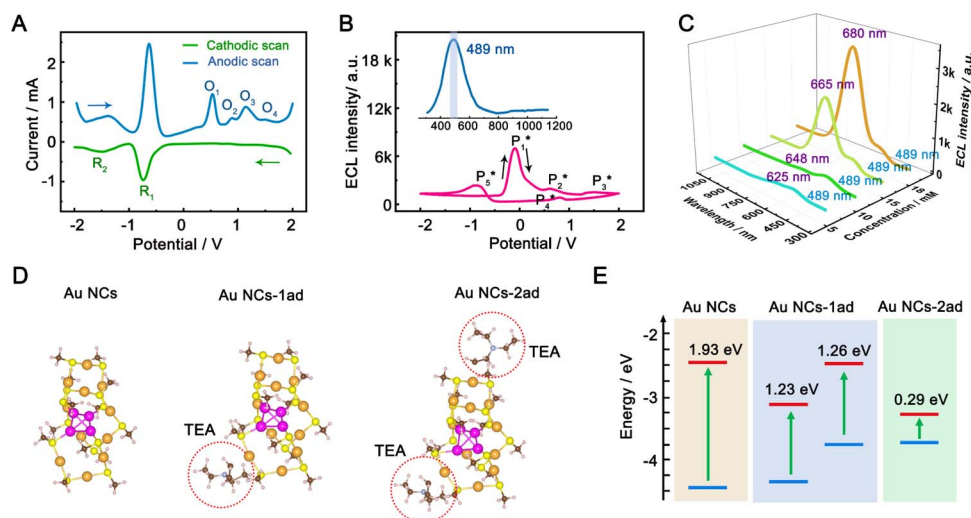 A
Cathodic scan
Anodic scan
O1
O2
O3
O4
R2
R1
Current / mA
2
1
0
-1
-2
-1
0
1
2
Potential / V
B
489 nm
300
600
900
1200
P1*
P2*
P3*
P4*
P5*
ECL intensity/ a.u.
18 k
12k
6k
0
-2
-1
0
1
2
Potential / V
C
680 nm
665 nm
648 nm
625 nm
489 nm
489 nm
489 nm
489 nm
ECL intensity / a.u.
3k
2k
1k
0
1050
900
750
600
450
300
Wavelength / nm
5
10
15
Concentration / mM
D
Au NCs
Au NCs-1ad
Au NCs-2ad
TEA
TEA
TEA
E
Au NCs
Au NCs-1ad
Au NCs-2ad
1.93 eV
1.23 eV
1.26 eV
0.29 eV
Energy / eV
-2
-3
-4